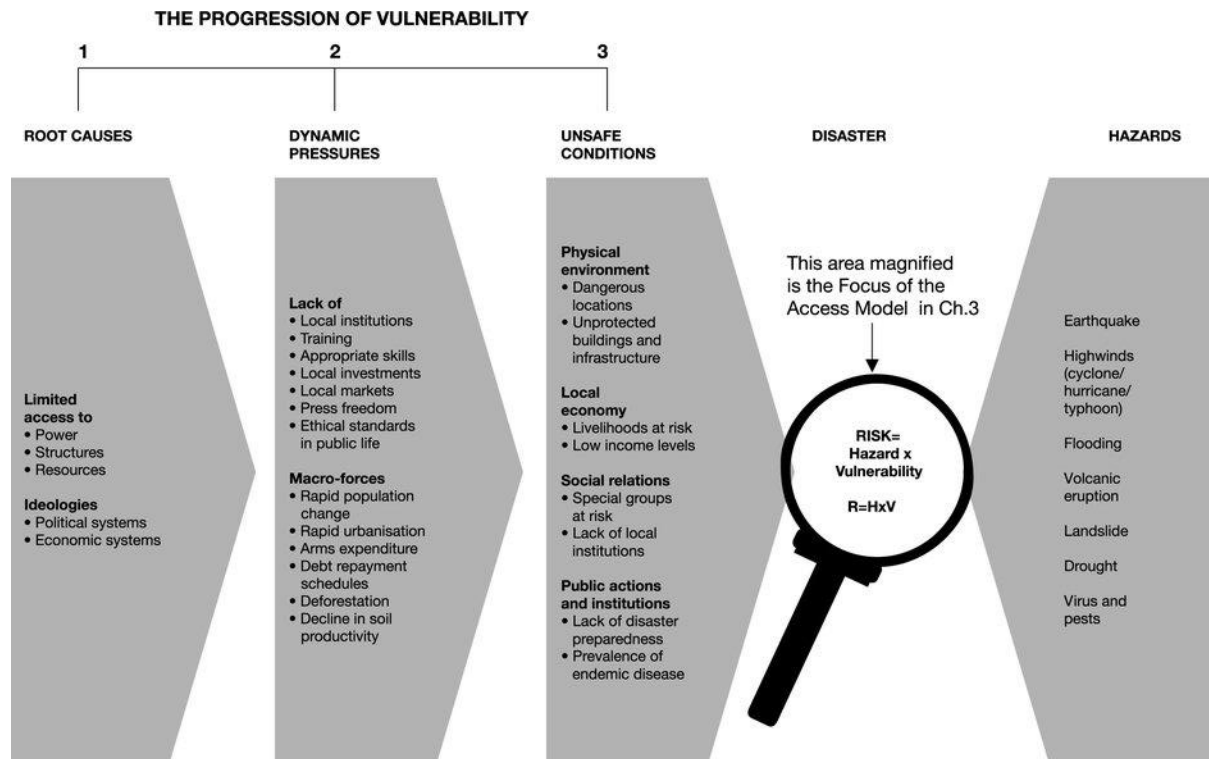 THE PROGRESSION OF VULNERABILITY
1
2
3
ROOT CAUSES
DYNAMIC
PRESSURES
UNSAFE
CONDITIONS
DISASTER
HAZARDS
Limited
access to
• Power
• Structures
• Resources
Ideologies
• Political systems
• Economic systems
Lack of
• Local institutions
• Training
• Appropriate skills
• Local investments
• Local markets
• Press freedom
• Ethical standards
in public life
Macro-forces
• Rapid population
change
• Rapid urbanisation
• Arms expenditure
• Debt repayment
schedules
• Deforestation
• Decline in soil
productivity
Physical
environment
• Dangerous
locations
• Unprotected
buildings and
infrastructure
Local
economy
• Livelihoods at risk
• Low income levels
Social relations
• Special groups
at risk
• Lack of local
institutions
Public actions
and institutions
• Lack of disaster
preparedness
• Prevalence of
endemic disease
This area magnified
is the Focus of the
Access Model in Ch.3
RISK=
Hazard x
Vulnerability
R=HxV
Earthquake
Highwinds
(cyclone/
hurricane/
typhoon)
Flooding
Volcanic
eruption
Landslide
Drought
Virus and
pests